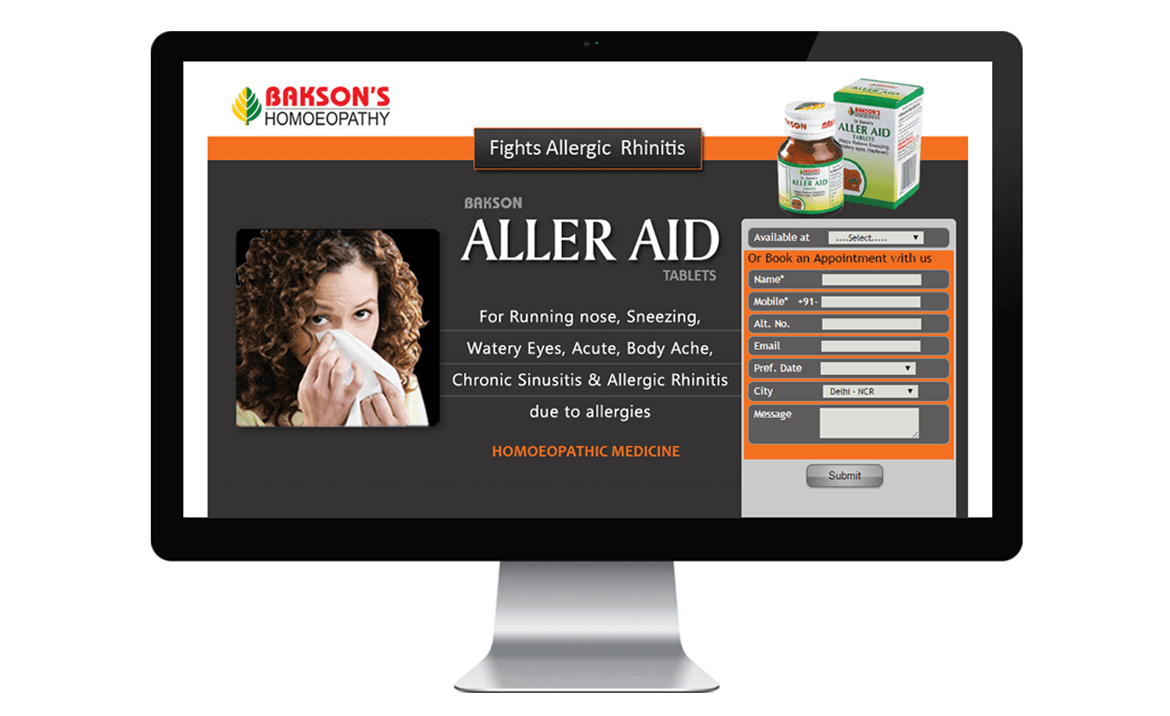 BAKSON'S
HOMOEOPATHY
Fights Allergic Rhinitis
BAKSON'S
HOMOEOPATHY
ALLER AID
TABLETS
BAKSON
ALLER AID
BAKSON
ALLER AID
TABLETS
For Running nose, Sneezing,
Watery Eyes, Acute, Body Ache,
Chronic Sinusitis & Allergic Rhinitis
due to allergies
HOMOEOPATHIC MEDICINE
Available at ....Select.....
Or Book an Appointment with us
Name*
Mobile* +91-
Alt. No.
Email
Pref. Date
City Delhi - NCR
Message
Submit